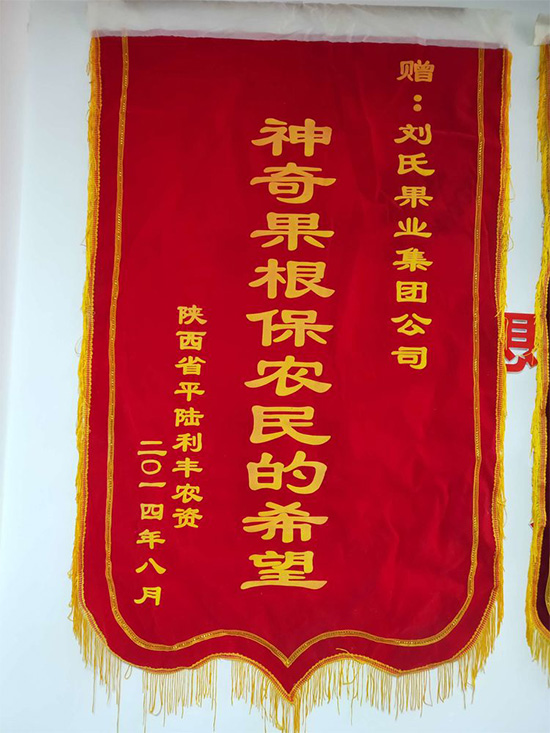 赠：刘氏果业集团公司
神奇果根保农民的希望
陕西省平陆利丰农资
二〇一四年八月